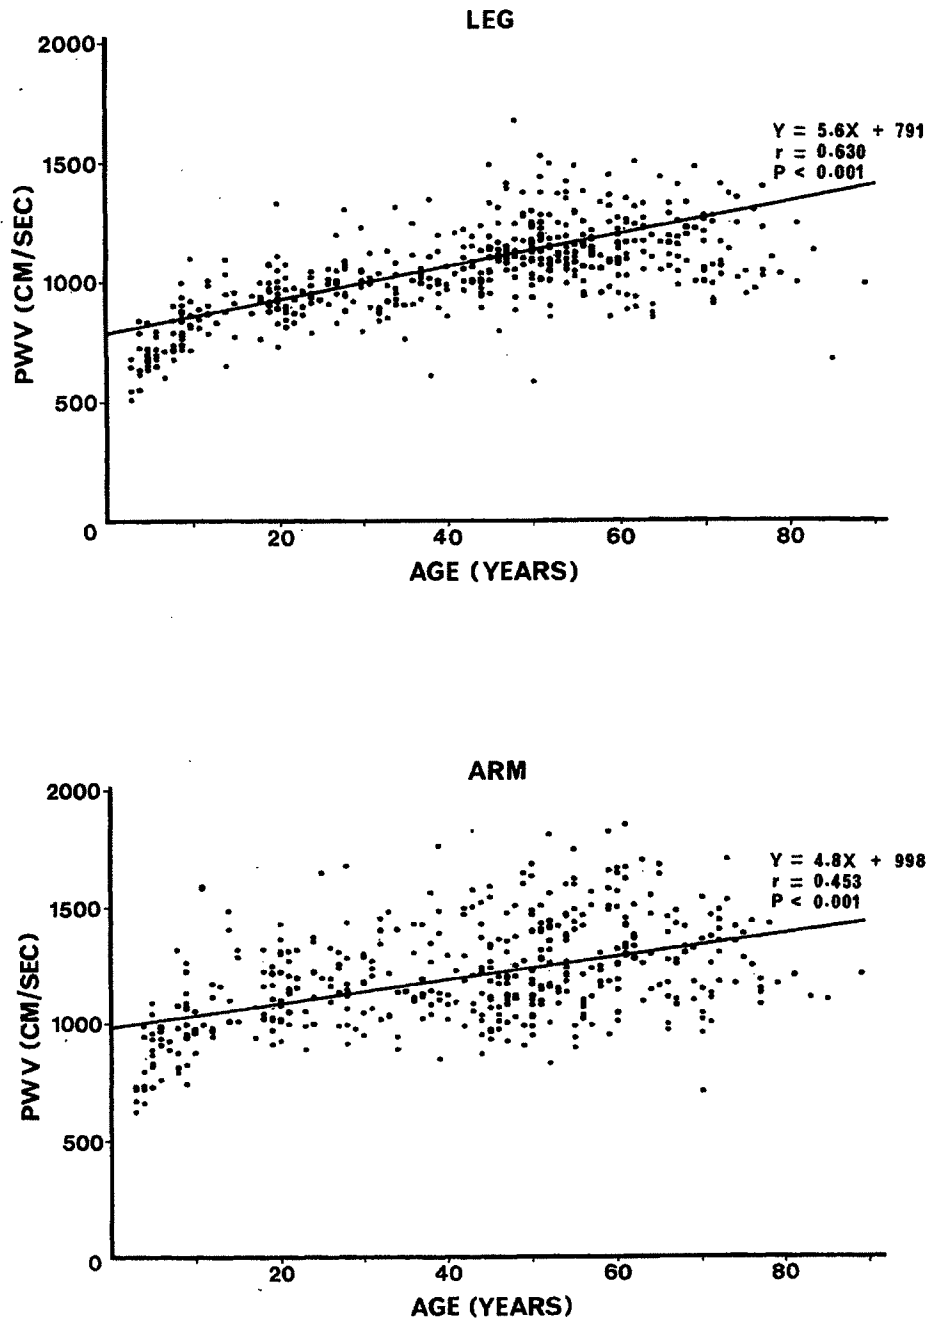 LEG
2000
1500
1000
500
0
PWV (CM/SEC)
Y = 5.6X + 791
r = 0.630
P < 0.001
20
40
60
80
AGE (YEARS)
ARM
2000
1500
1000
500
0
PWV (CM/SEC)
Y = 4.8X + 998
r = 0.453
P < 0.001
20
40
60
80
AGE (YEARS)